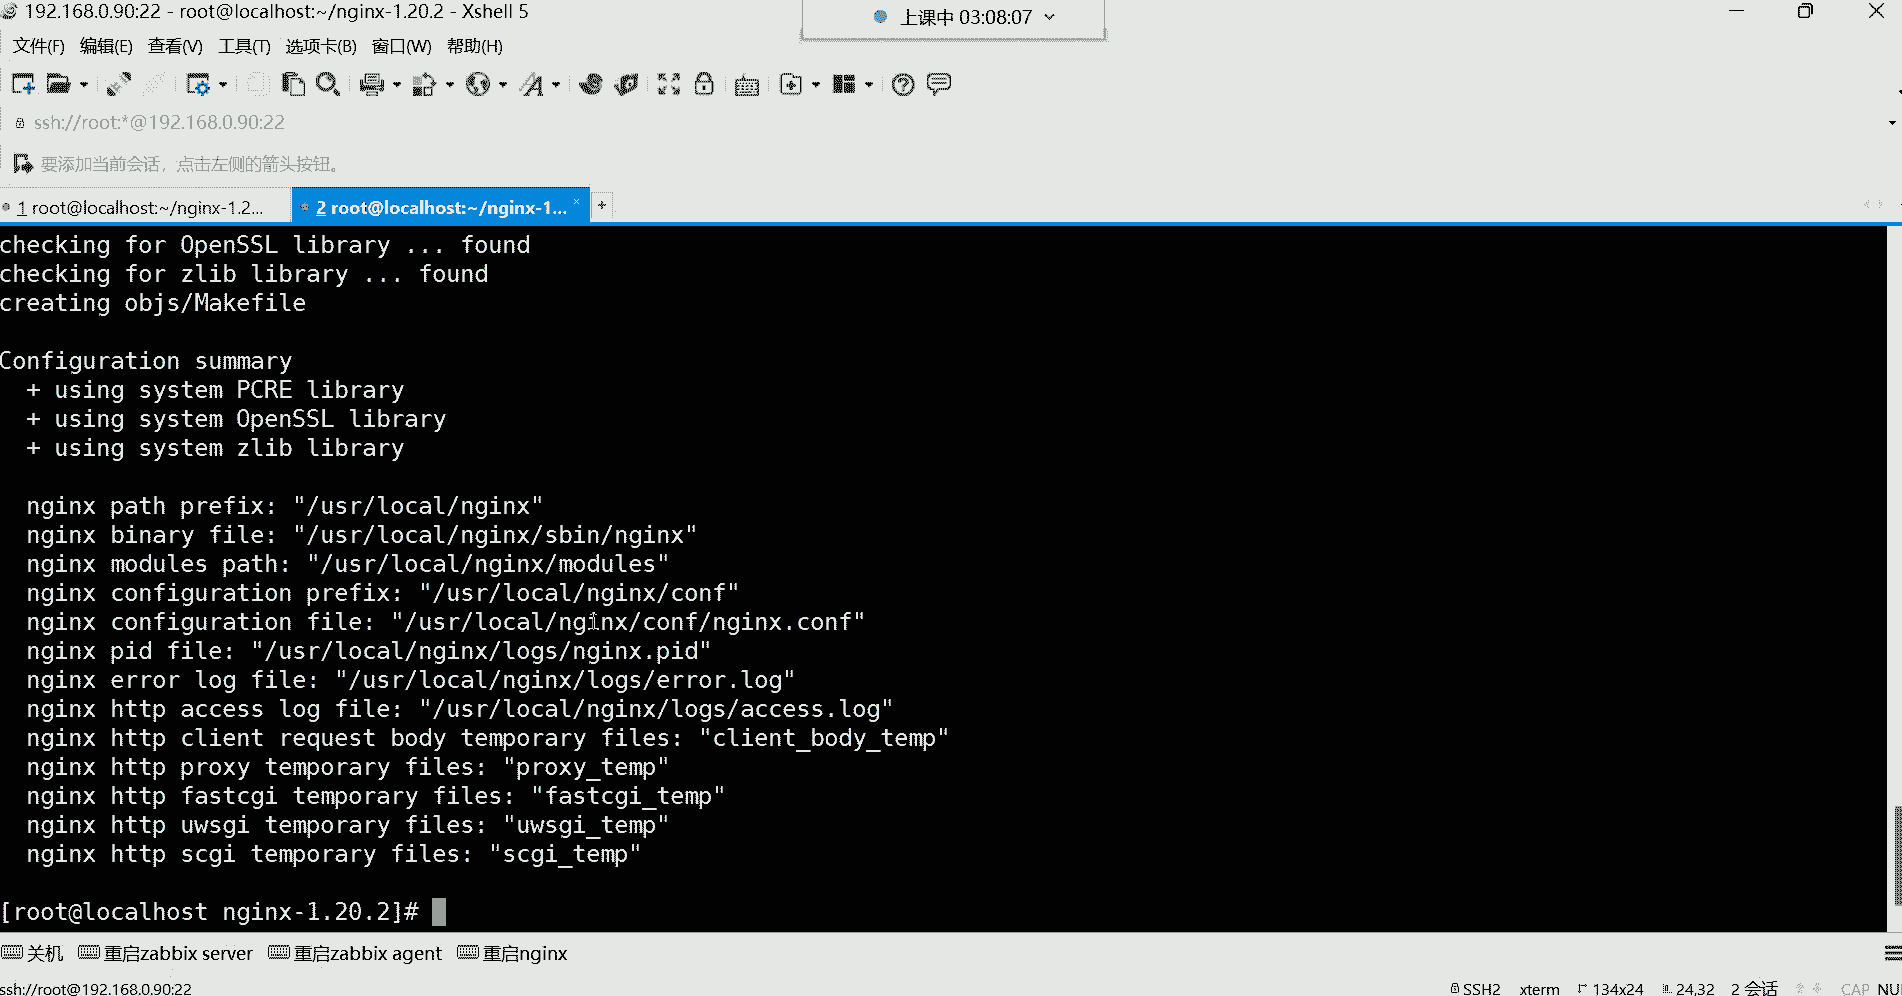 192.168.0.90:22 - root@localhost:~/nginx-1.20.2 - Xshell 5
上课中 03:08:07
文件(F) 编辑(E) 查看(V) 工具(T) 选项卡(B) 窗口(W) 帮助(H)
ssh://root:*@192.168.0.90:22
要添加当前会话，点击左侧的箭头按钮。
1 root@localhost:~/nginx-1.2...
2 root@localhost:~/nginx-1...
checking for OpenSSL library ... found
checking for zlib library ... found
creating objs/Makefile
Configuration summary
+ using system PCRE library
+ using system OpenSSL library
+ using system zlib library
nginx path prefix: "/usr/local/nginx"
nginx binary file: "/usr/local/nginx/sbin/nginx"
nginx modules path: "/usr/local/nginx/modules"
nginx configuration prefix: "/usr/local/nginx/conf"
nginx configuration file: "/usr/local/nginx/conf/nginx.conf"
nginx pid file: "/usr/local/nginx/logs/nginx.pid"
nginx error log file: "/usr/local/nginx/logs/error.log"
nginx http access log file: "/usr/local/nginx/logs/access.log"
nginx http client request body temporary files: "client_body_temp"
nginx http proxy temporary files: "proxy_temp"
nginx http fastcgi temporary files: "fastcgi_temp"
nginx http uwsgi temporary files: "uwsgi_temp"
nginx http scgi temporary files: "scgi_temp"
[root@localhost nginx-1.20.2]#
关机 重启zabbix server 重启zabbix agent 重启nginx
ssh://root@192.168.0.90:22 SSH2 xterm 134x24 24,32 2 会话 CAP NU